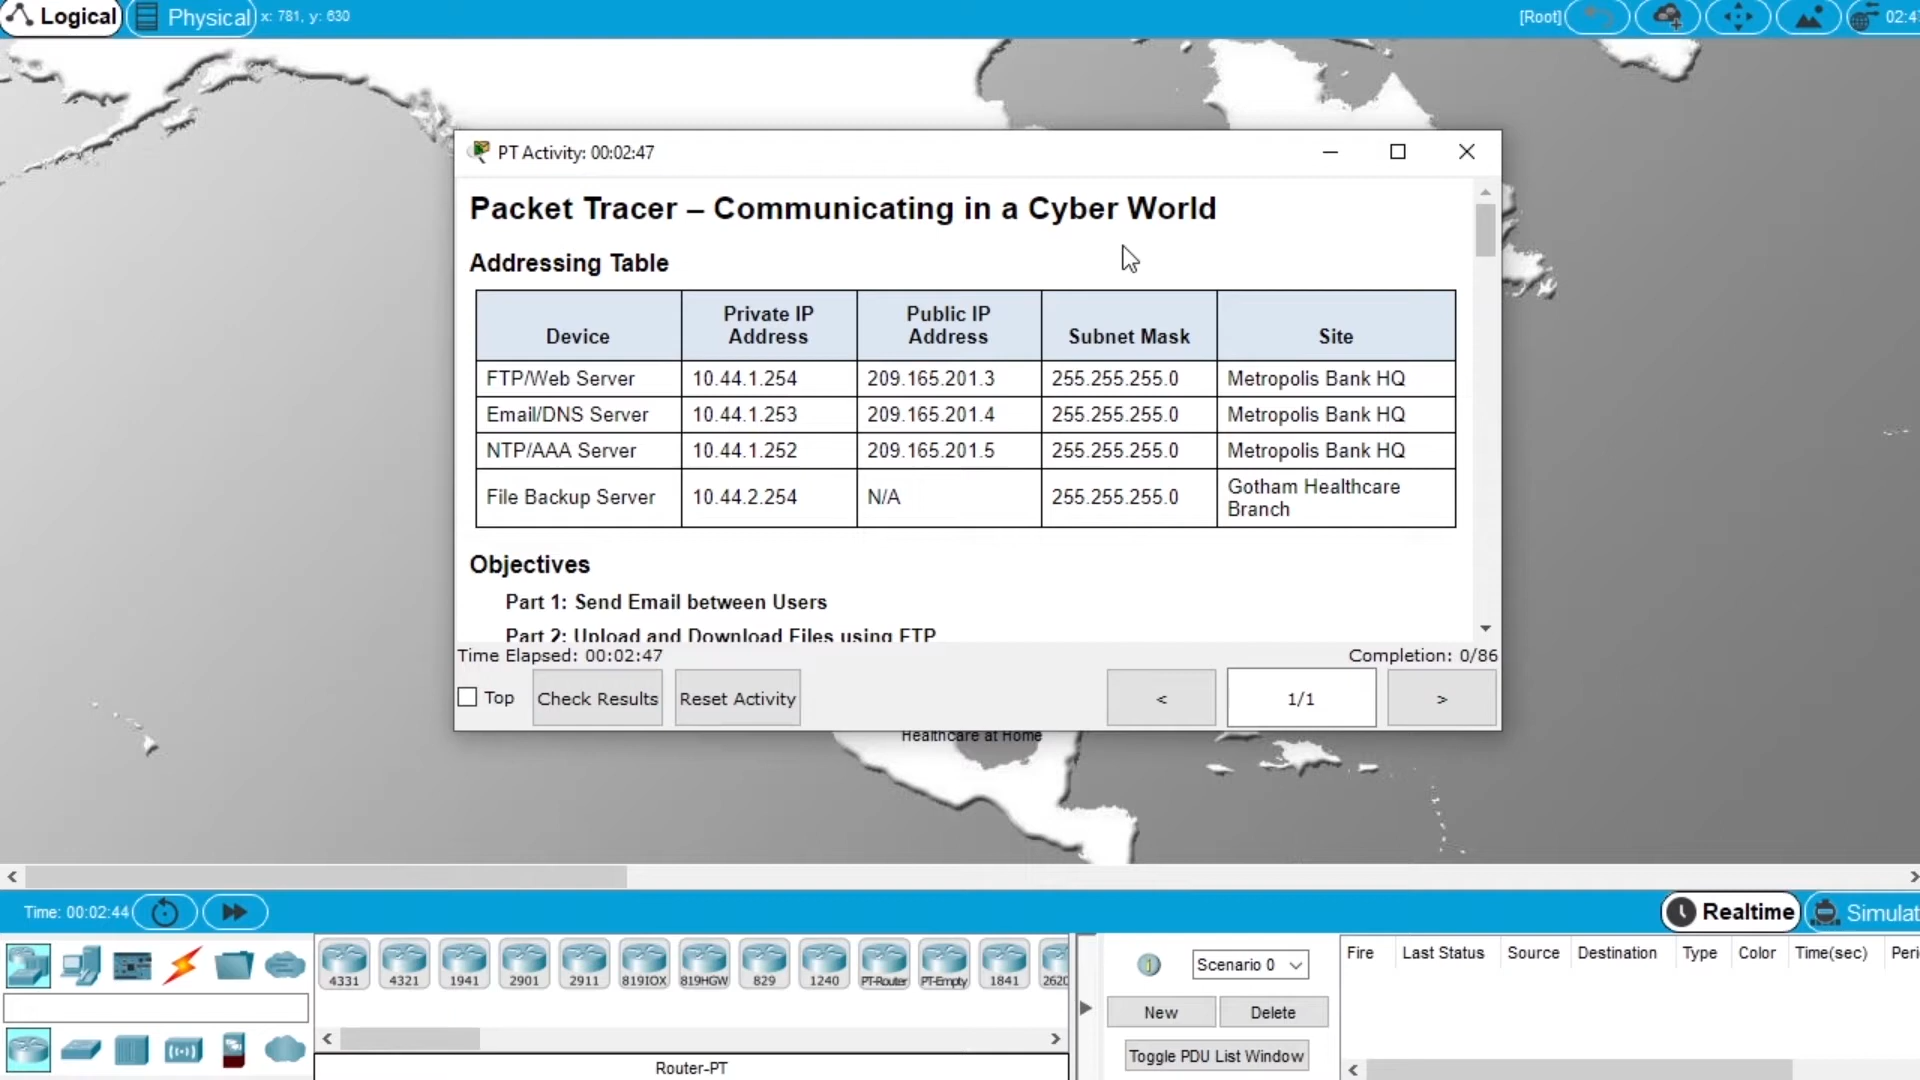 Logical Physical x: 781, y: 630 [Root]
PT Activity: 00:02:47
Packet Tracer – Communicating in a Cyber World
Addressing Table
Device Private IP Address Public IP Address Subnet Mask Site
FTP/Web Server 10.44.1.254 209.165.201.3 255.255.255.0 Metropolis Bank HQ
Email/DNS Server 10.44.1.253 209.165.201.4 255.255.255.0 Metropolis Bank HQ
NTP/AAA Server 10.44.1.252 209.165.201.5 255.255.255.0 Metropolis Bank HQ
File Backup Server 10.44.2.254 N/A 255.255.255.0 Gotham Healthcare Branch
Objectives
Part 1: Send Email between Users
Part 2: Upload and Download Files using FTP
Time Elapsed: 00:02:47 Completion: 0/86
Top Check Results Reset Activity < 1/1 >
Healthcare at Home
Time: 00:02:44 Realtime Simulat
4331 4321 1941 2901 2911 819IOX 819HGW 829 1240 PT-Router PT-Empty 1841 2620
Scenario 0
New Delete
Toggle PDU List Window
Fire Last Status Source Destination Type Color Time(sec) Peri
Router-PT